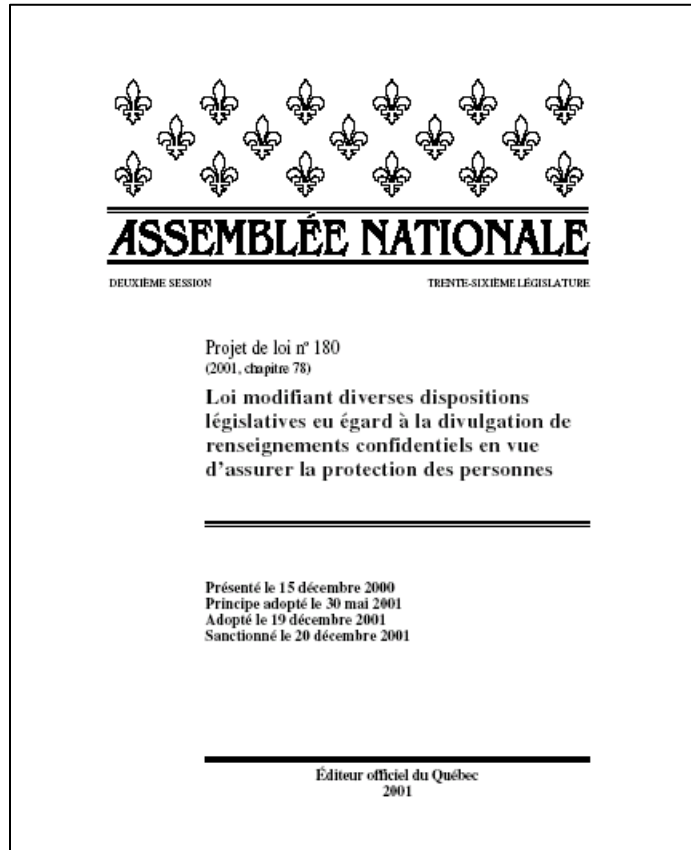 ASSEMBLÉE NATIONALE
DEUXIÈME SESSION TRENTE-SIXIÈME LÉGISLATURE
Projet de loi nº 180
(2001, chapitre 78)
Loi modifiant diverses dispositions
législatives eu égard à la divulgation de
renseignements confidentiels en vue
d’assurer la protection des personnes
Présenté le 15 décembre 2000
Principe adopté le 30 mai 2001
Adopté le 19 décembre 2001
Sanctionné le 20 décembre 2001
Éditeur officiel du Québec
2001